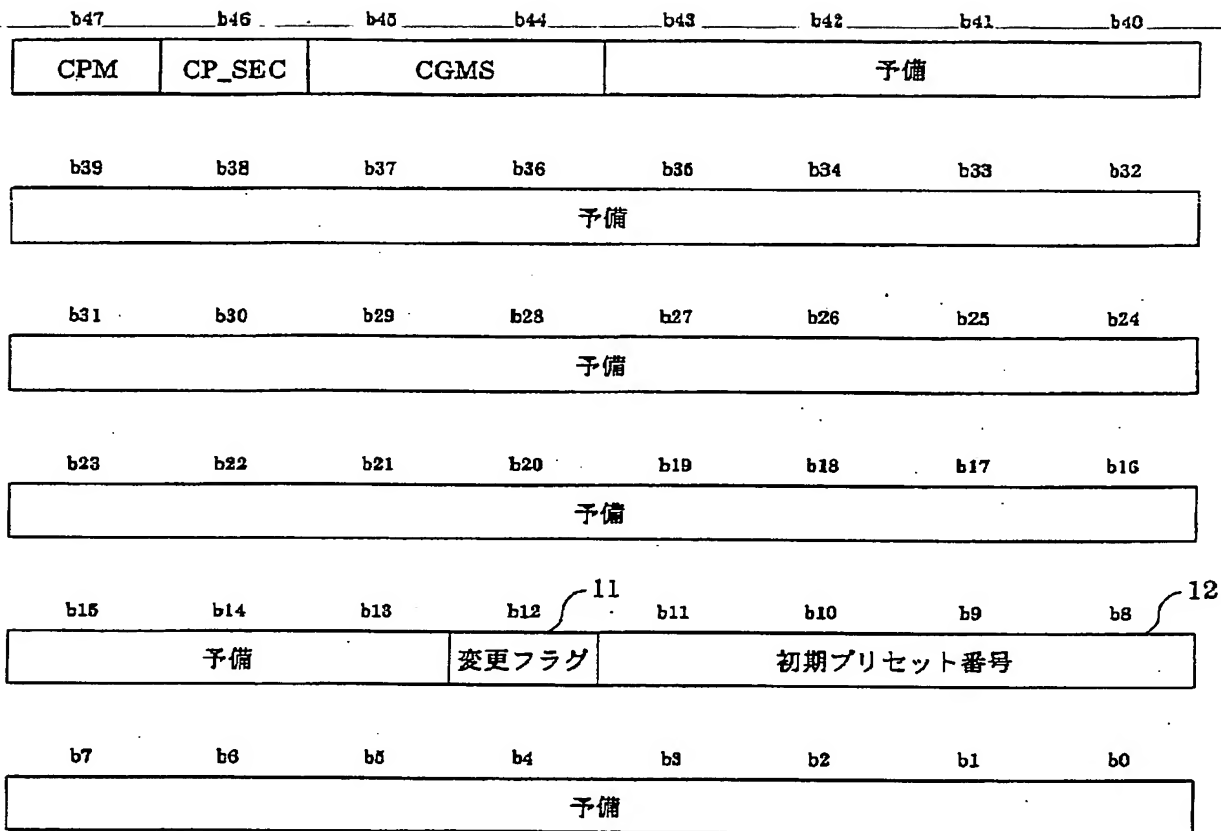 b47 b46 b45 b44 b43 b42 b41 b40
CPM CP_SEC CGMS 予備
b39 b38 b37 b36 b35 b34 b33 b32
予備
b31 b30 b29 b28 b27 b26 b25 b24
予備
b23 b22 b21 b20 b19 b18 b17 b16
予備
11 12
b15 b14 b13 b12 b11 b10 b9 b8
予備 変更フラグ 初期プリセット番号
b7 b6 b5 b4 b3 b2 b1 b0
予備